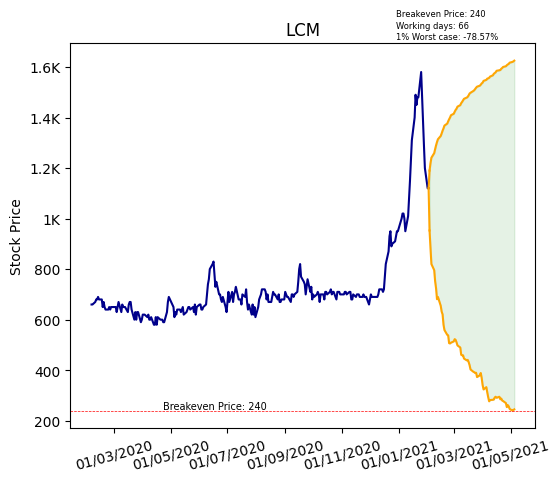 Breakeven Price: 240
Working days: 66
1% Worst case: -78.57%
LCM
Stock Price
1.6K
1.4K
1.2K
1K
800
600
400
200
Breakeven Price: 240
01/03/2020
01/05/2020
01/07/2020
01/09/2020
01/11/2020
01/01/2021
01/03/2021
01/05/2021